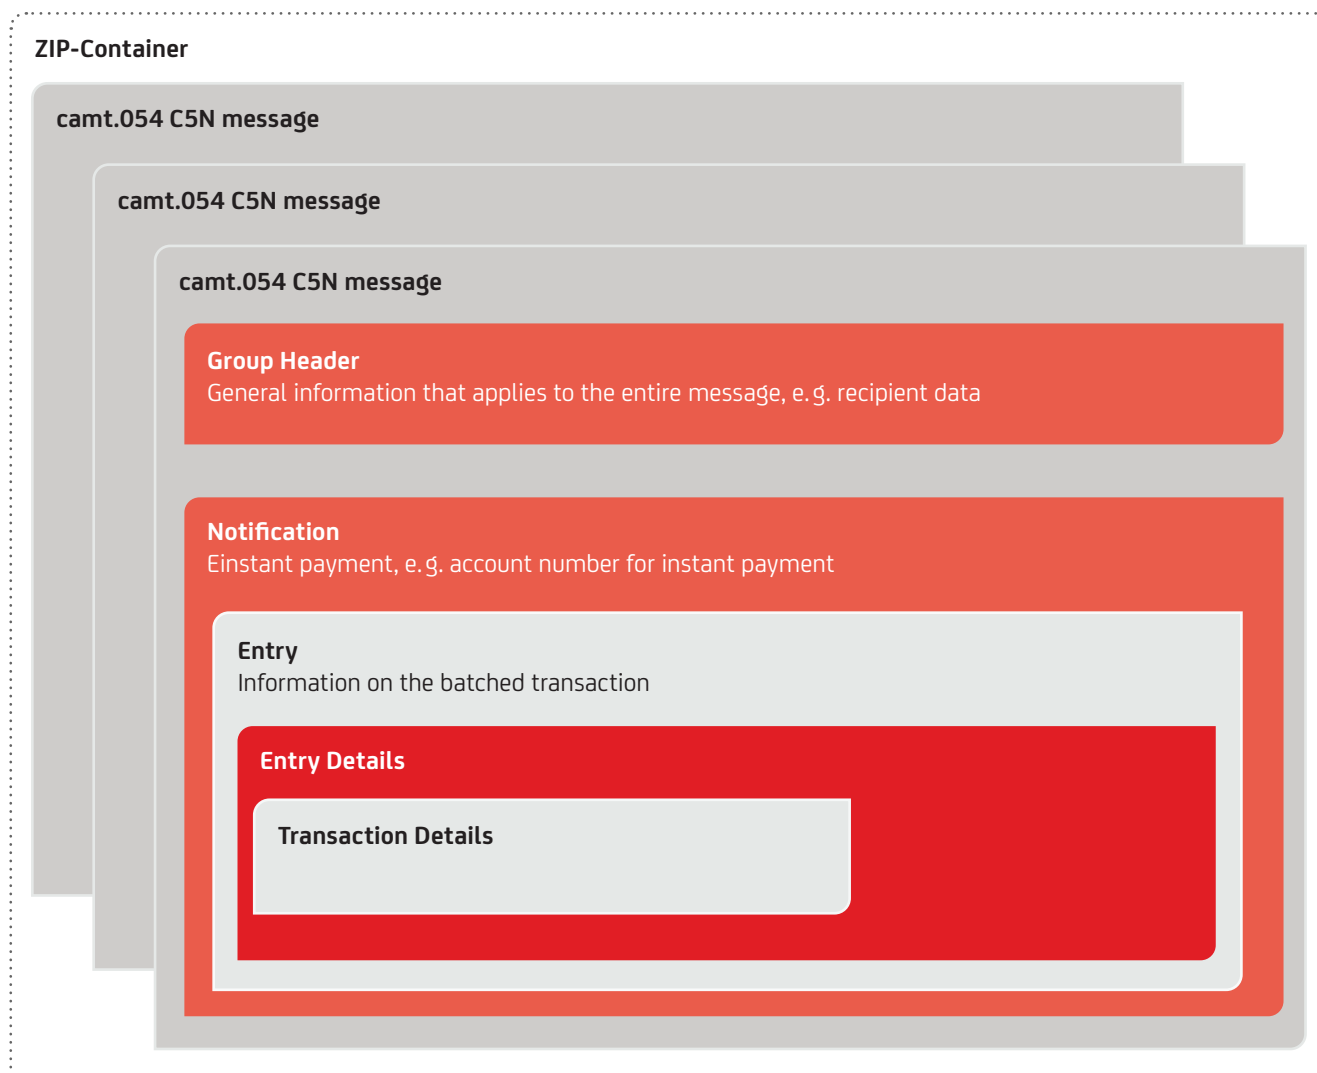 ZIP-Container
camt.054 C5N message
camt.054 C5N message
camt.054 C5N message
Group Header
General information that applies to the entire message, e. g. recipient data
Notification
Einstant payment, e. g. account number for instant payment
Entry
Information on the batched transaction
Entry Details
Transaction Details